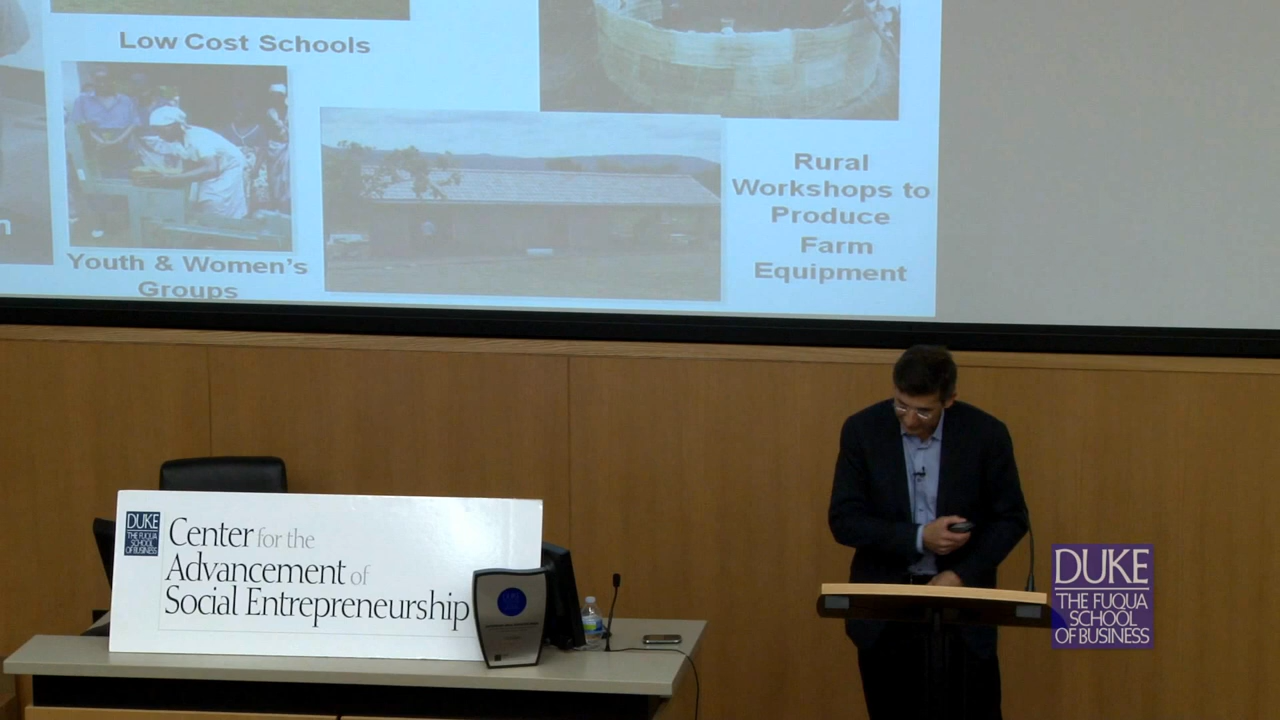 Low Cost Schools
Rural
Workshops to
Produce
Farm
Equipment
n
Youth & Women's
Groups
DUKE
THE FUQUA
SCHOOL
OF BUSINESS
Center for the
Advancement of
Social Entrepreneurship
DUKE
THE FUQUA
SCHOOL
OF BUSINESS